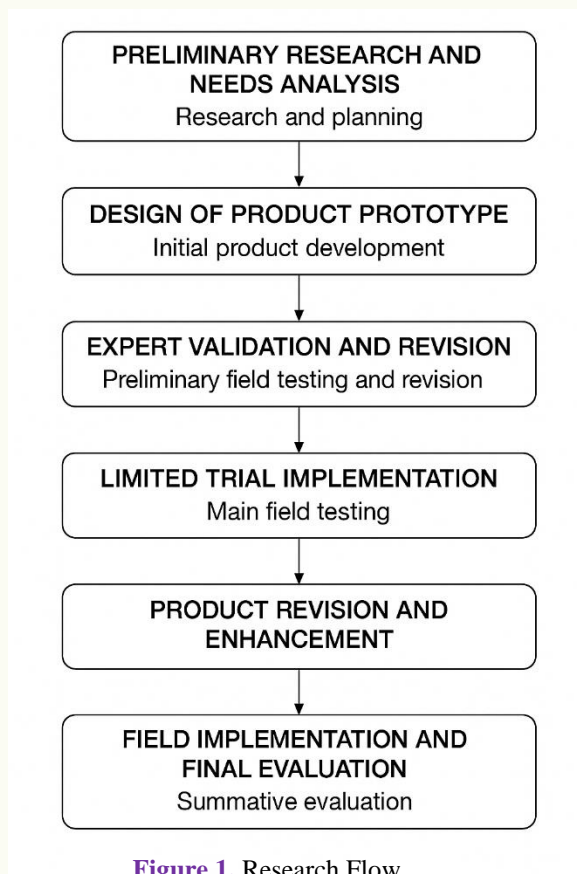 PRELIMINARY RESEARCH AND
NEEDS ANALYSIS
Research and planning
DESIGN OF PRODUCT PROTOTYPE
Initial product development
EXPERT VALIDATION AND REVISION
Preliminary field testing and revision
LIMITED TRIAL IMPLEMENTATION
Main field testing
PRODUCT REVISION AND
ENHANCEMENT
FIELD IMPLEMENTATION AND
FINAL EVALUATION
Summative evaluation
Figure 1. Research Flow